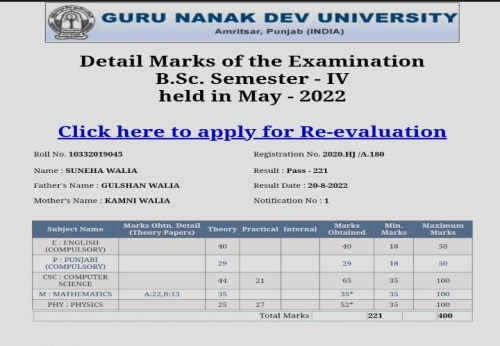 GURU NANAK DEV UNIVERSITY
Amritsar, Punjab (INDIA)
Detail Marks of the Examination
B.Sc. Semester - IV
held in May - 2022
Click here to apply for Re-evaluation
Roll No. 10332019045 Registration No. 2020.HJ /A.180
Name : SUNEHA WALIA Result : Pass - 221
Father's Name : GULSHAN WALIA Result Date : 20-8-2022
Mother's Name : KAMNI WALIA Notification No : 1
Subject Name Marks Obtn. Detail (Theory Papers) Theory Practical Internal Marks Obtained Min. Marks Maximum Marks
E : ENGLISH (COMPULSORY) 40 40 18 50
P : PUNJABI (COMPULSORY) 29 29 18 50
CSC : COMPUTER SCIENCE 44 21 65 35 100
M : MATHEMATICS A:22,B:13 35 35* 35 100
PHY : PHYSICS 25 27 52* 35 100
Total Marks 221 400